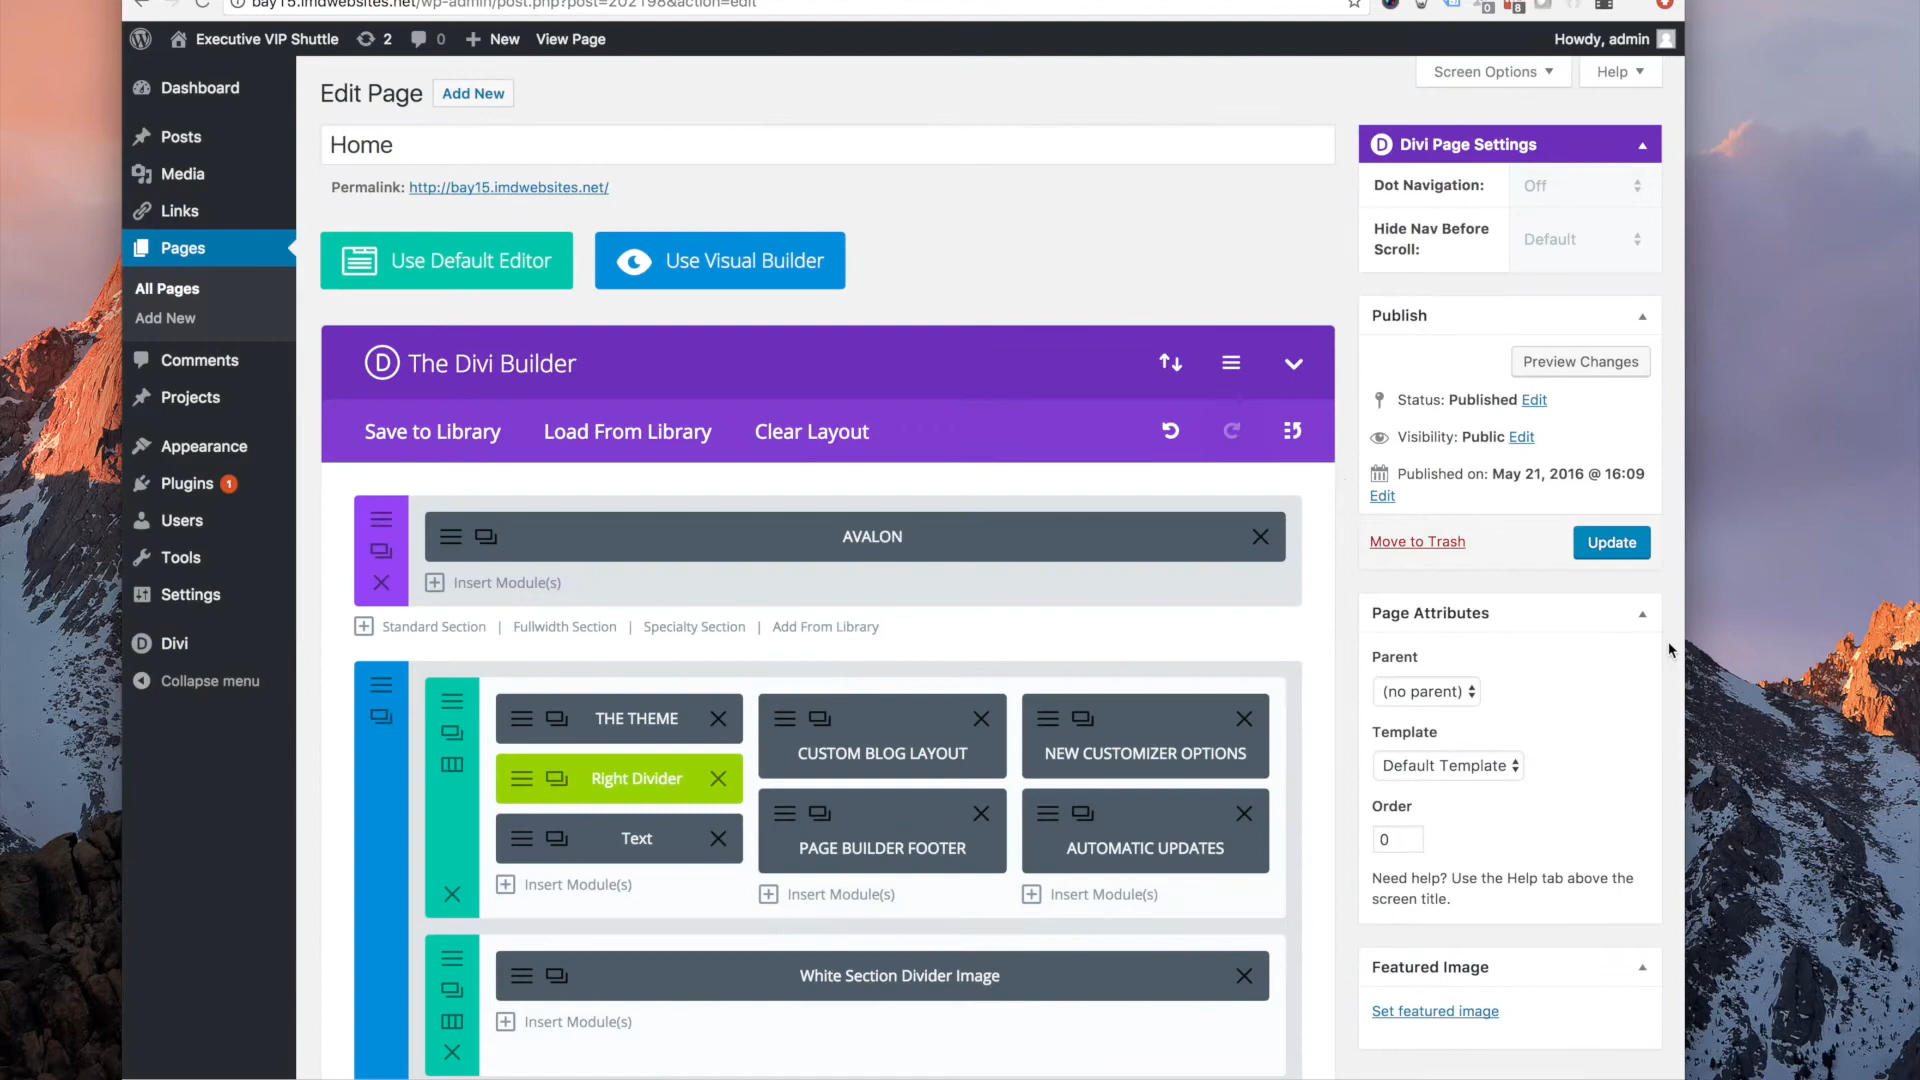 bay15.imdwebsites.net/wp-admin/post.php?post=202198&action=edit
0
8
Executive VIP Shuttle
2
0
New
View Page
Howdy, admin
Screen Options
Help
Dashboard
Posts
Media
Links
Pages
All Pages
Add New
Comments
Projects
Appearance
Plugins 1
Users
Tools
Settings
Divi
Collapse menu
Edit Page
Add New
Home
Permalink: http://bay15.imdwebsites.net/
Use Default Editor
Use Visual Builder
The Divi Builder
Save to Library
Load From Library
Clear Layout
AVALON
Insert Module(s)
Standard Section | Fullwidth Section | Specialty Section | Add From Library
THE THEME
Right Divider
Text
Insert Module(s)
CUSTOM BLOG LAYOUT
PAGE BUILDER FOOTER
Insert Module(s)
NEW CUSTOMIZER OPTIONS
AUTOMATIC UPDATES
Insert Module(s)
White Section Divider Image
Insert Module(s)
Divi Page Settings
Dot Navigation:
Off
Hide Nav Before
Scroll:
Default
Publish
Preview Changes
Status: Published Edit
Visibility: Public Edit
Published on: May 21, 2016 @ 16:09
Edit
Move to Trash
Update
Page Attributes
Parent
(no parent)
Template
Default Template
Order
0
Need help? Use the Help tab above the
screen title.
Featured Image
Set featured image